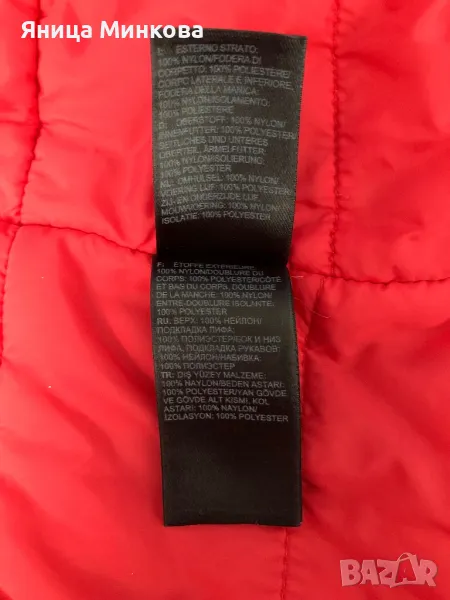 Яница Минкова
E: ESTERNO STRATO:
100% NYLON/FODERA DI
CORPETTO: 100% POLIESTERE/
CORPO LATERALE E INFERIORE,
FODERA DELLA MANICA:
100% NYLON/ISOLAMENTO:
100% POLIESTERE
D: OBERSTOFF: 100% NYLON/
INNENFUTTER: 100% POLYESTER/
SEITLICHES UND UNTERES
OBERTEIL, ÄRMELFUTTER:
100% NYLON/ISOLIERUNG:
100% POLYESTER
NL: OMHULSEL: 100% NYLON/
VOERING LIJF: 100% POLYESTER/
ZIJ-EN ONDERZIJDE LIJF,
MOUWVOERING: 100% NYLON/
ISOLATIE: 100% POLYESTER
F: ÉTOFFE EXTÉRIEURE:
100% NYLON/DOUBLURE DU
CORPS: 100% POLYESTER/CÔTÉ
ET BAS DU CORPS, DOUBLURE
DE LA MANCHE: 100% NYLON/
ENTRE-DOUBLURE ISOLANTE:
100% POLYESTER
RU: ВЕРХ: 100% НЕЙЛОН/
ПОДКЛАДКА ЛИФА:
100% ПОЛИЭСТЕР/БОК И НИЗ
ЛИФА, ПОДКЛАДКА РУКАВОВ:
100% НЕЙЛОН/НАБИВКА:
100% ПОЛИЭСТЕР
TR: DIŞ YÜZEY MALZEME:
100% NAYLON/BEDEN ASTARI:
100% POLYESTER/YAN GÖVDE
VE GÖVDE ALT KISMI, KOL
ASTARI: 100% NAYLON/
İZOLASYON: 100% POLYESTER
BAZAR